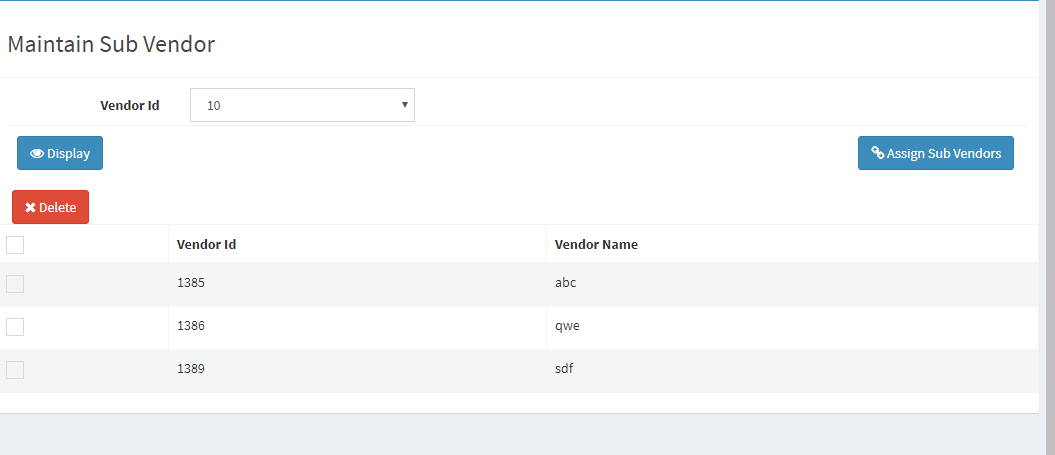 Maintain Sub Vendor
Vendor Id 10
Display Assign Sub Vendors
Delete
Vendor Id Vendor Name
1385 abc
1386 qwe
1389 sdf